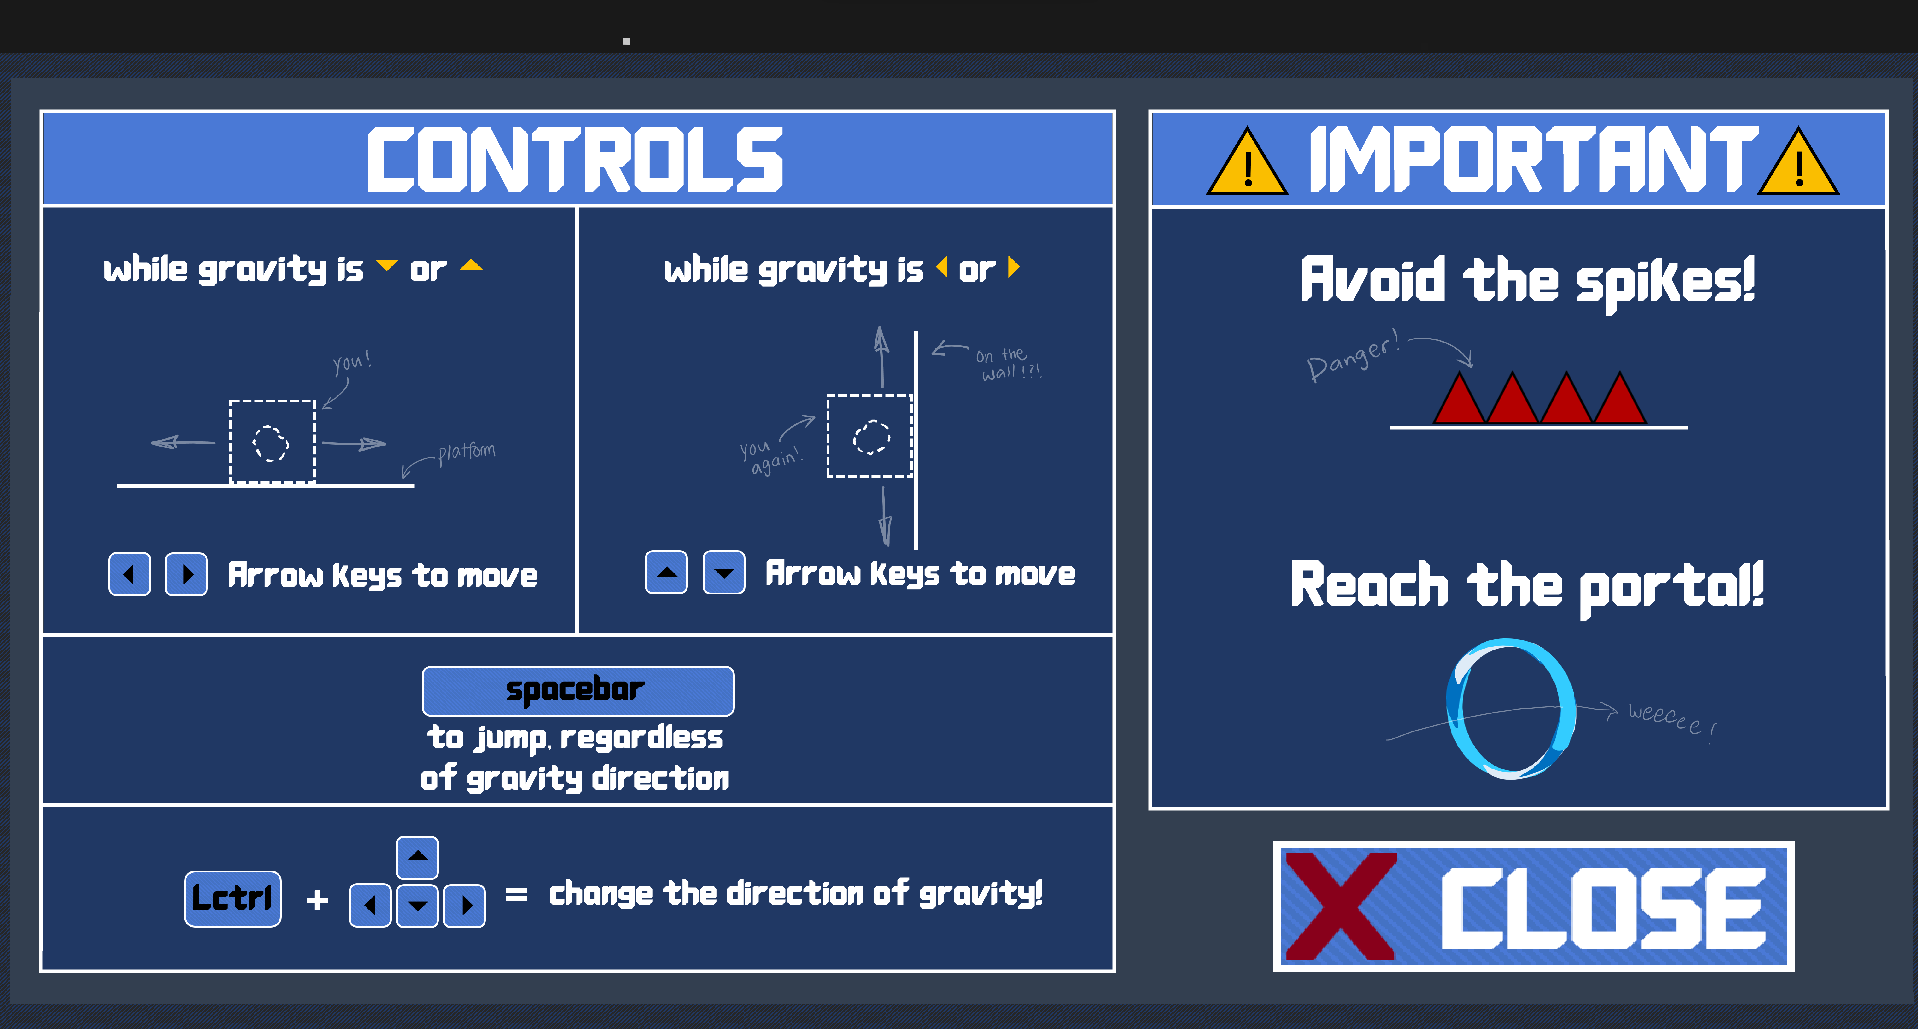 CONTROLS
while gravity is or
you!
platform
Arrow Keys to move
while gravity is or
on the
wall!?!
you
again!
Arrow Keys to move
spacebar
to jump, regardless
of gravity direction
Lctrl + = change the direction of gravity!
! IMPORTANT !
Avoid the spikes!
Danger!
Reach the portal!
weeeee!
X CLOSE